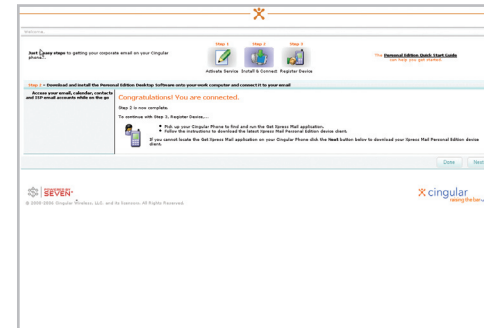 Welcome.
Step 1 Step 2 Step 3
Just 3 easy steps to getting your corporate email on your Cingular phone!.
Activate Service Install & Connect Register Device
The Personal Edition Quick Start Guide
can help you get started.
Step 2 - Download and install the Personal Edition Desktop Software onto your work computer and connect it to your email
Access your email, calendar, contacts and ISP email accounts while on the go
Congratulations! You are connected.
Step 2 is now complete.
To continue with Step 3, Register Device,...
Pick up your Cingular Phone to find and run the Get Xpress Mail application.
Follow the instructions to download the latest Xpress Mail Personal Edition device client.
If you cannot locate the Get Xpress Mail application on your Cingular Phone click the Next button below to download your Xpress Mail Personal Edition device client.
Done Next
SEVEN
cingular
raising the bar
© 2000-2006 Cingular Wireless, LLC. and its licensors. All Rights Reserved.